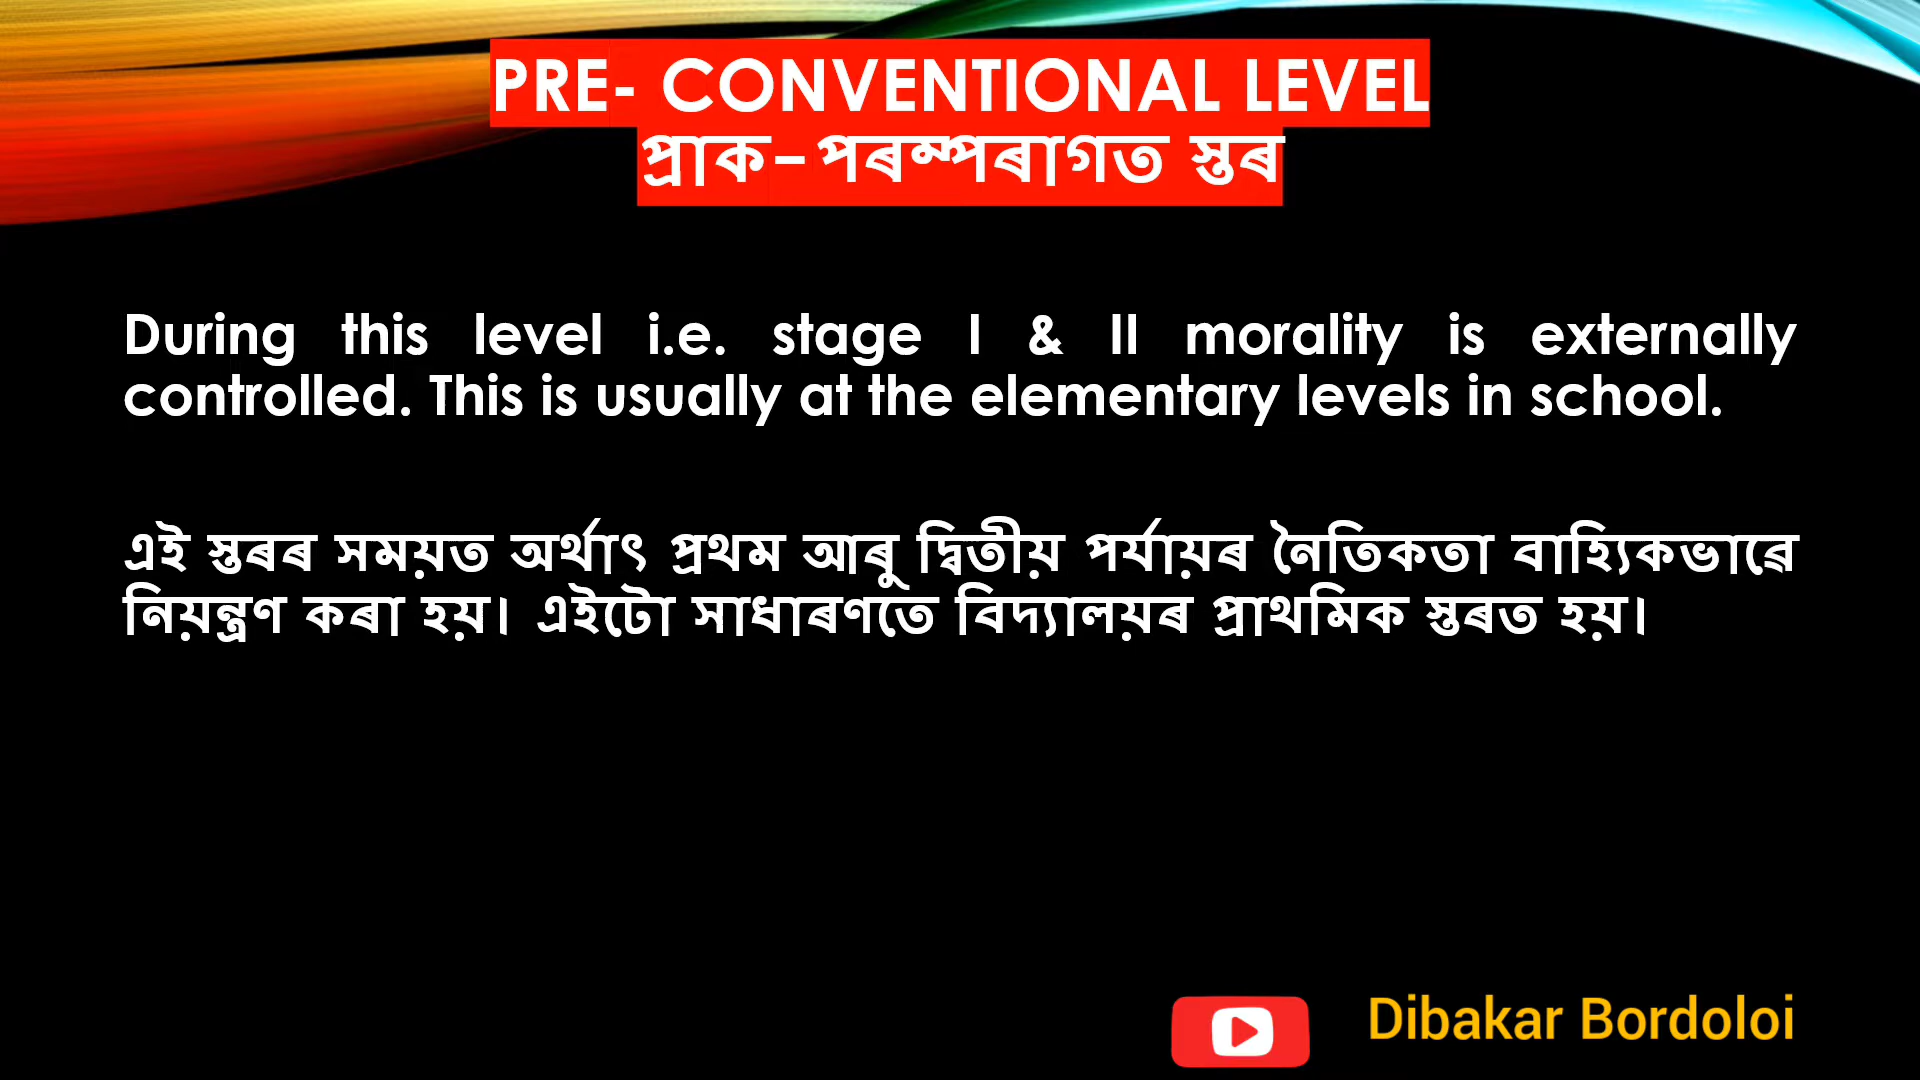 PRE- CONVENTIONAL LEVEL
প্ৰাক–পৰম্পৰাগত স্তৰ
During this level i.e. stage I & II morality is externally
controlled. This is usually at the elementary levels in school.
এই স্তৰৰ সময়ত অৰ্থাৎ প্ৰথম আৰু দ্বিতীয় পৰ্যায়ৰ নৈতিকতা বাহ্যিকভাৱে
নিয়ন্ত্ৰণ কৰা হয়। এইটো সাধাৰণতে বিদ্যালয়ৰ প্ৰাথমিক স্তৰত হয়।
Dibakar Bordoloi